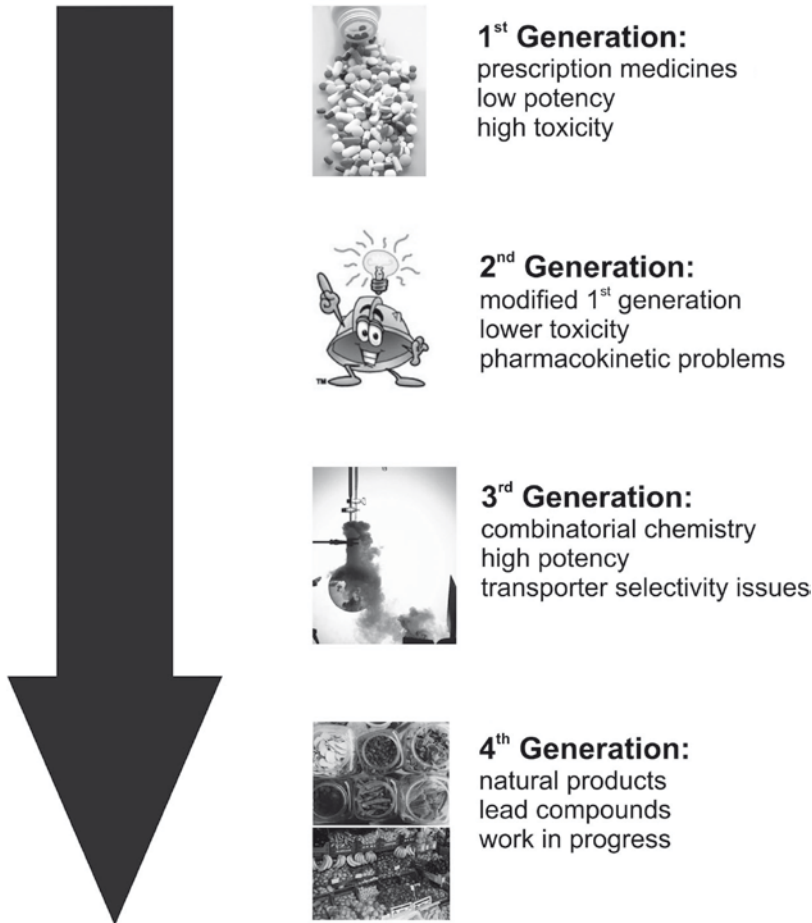 1st Generation:
prescription medicines
low potency
high toxicity
2nd Generation:
modified 1st generation
lower toxicity
pharmacokinetic problems
TM
3rd Generation:
combinatorial chemistry
high potency
transporter selectivity issues
4th Generation:
natural products
lead compounds
work in progress